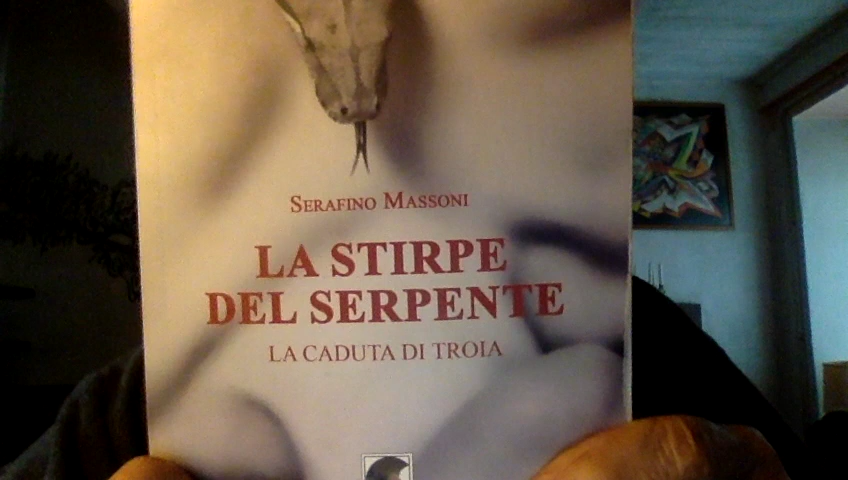 SERAFINO MASSONI
LA STIRPE
DEL SERPENTE
LA CADUTA DI TROIA